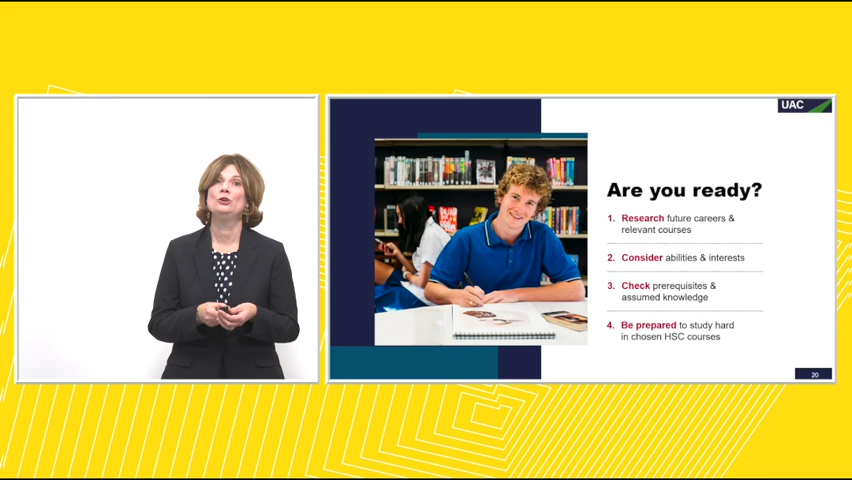 UAC
Are you ready?
1. Research future careers &
relevant courses
2. Consider abilities & interests
3. Check prerequisites &
assumed knowledge
4. Be prepared to study hard
in chosen HSC courses
20